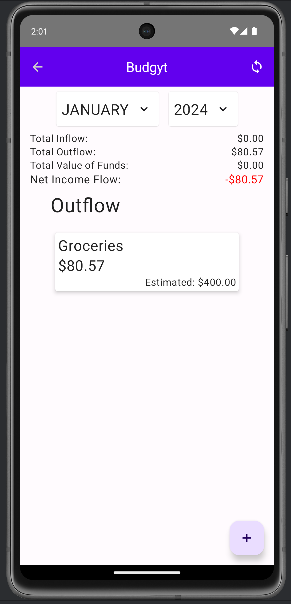 2:01
Budgyt
JANUARY 2024
Total Inflow: $0.00
Total Outflow: $80.57
Total Value of Funds: $0.00
Net Income Flow: -$80.57
Outflow
Groceries
$80.57
Estimated: $400.00
+